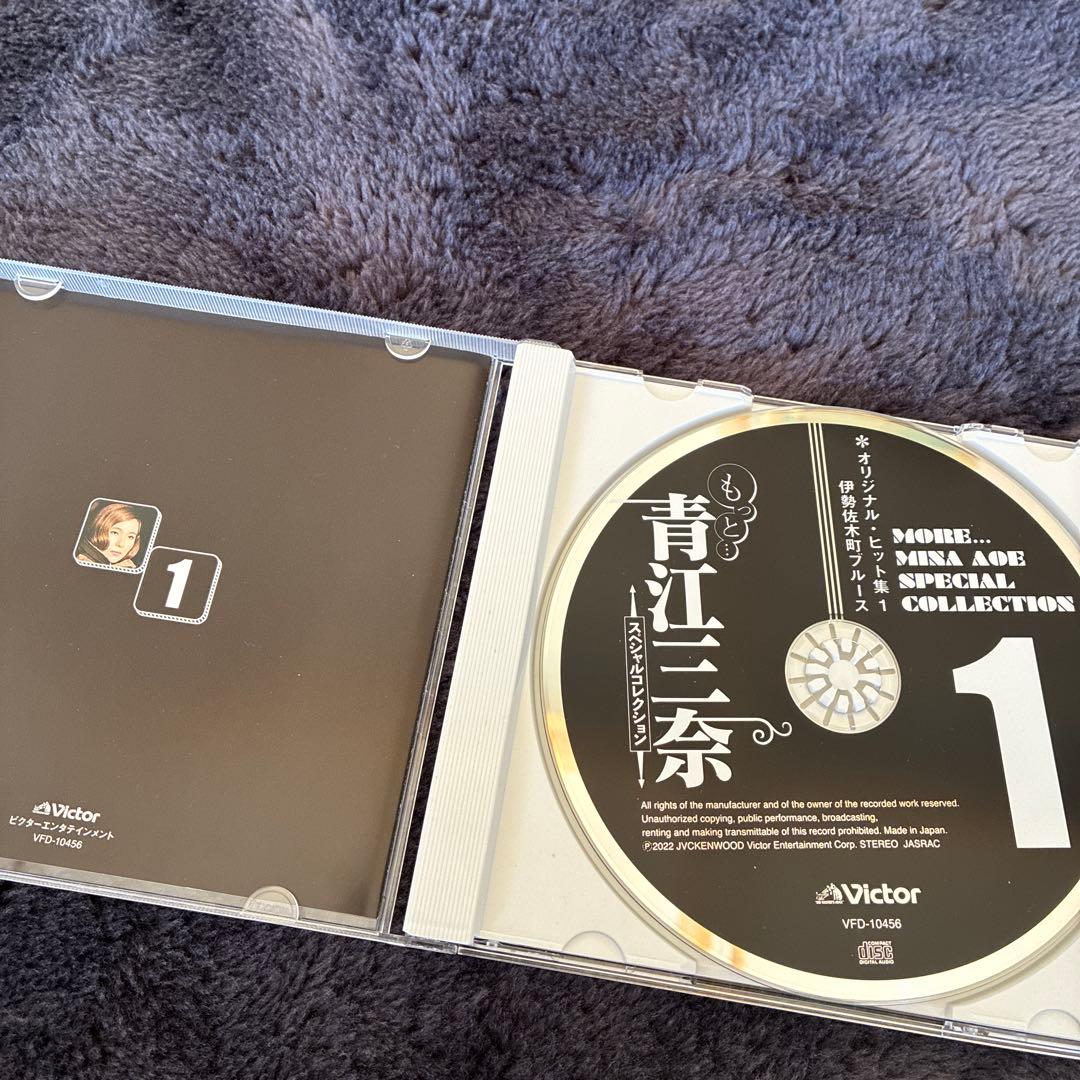 1
Victor
ビクターエンタテインメント
VFD-10456
もっと…
青江三奈
スペシャルコレクション
＊オリジナル・ヒット集 1
伊勢佐木町ブルース
MORE...
MINA AOE
SPECIAL
COLLECTION
1
All rights of the manufacturer and of the owner of the recorded work reserved.
Unauthorized copying, public performance, broadcasting,
renting and making transmittable of this record prohibited. Made in Japan.
Ⓟ2022 JVCKENWOOD Victor Entertainment Corp. STEREO JASRAC
Victor
VFD-10456
COMPACT
disc
DIGITAL AUDIO